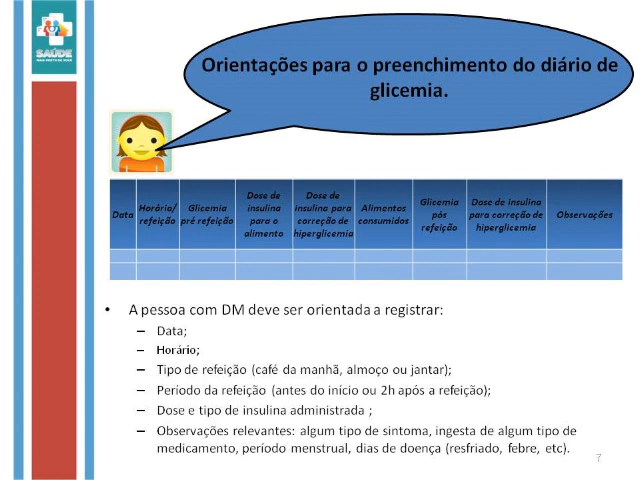 SAÚDE
Orientações para o preenchimento do diário de
glicemia.
Data
Horário/
refeição
Glicemia
pré refeição
Dose de
insulina
para o
alimento
Dose de
insulina para
correção de
hiperglicemia
Alimentos
consumidos
Glicemia
pós
refeição
Dose de insulina
para correção de
hiperglicemia
Observações
• A pessoa com DM deve ser orientada a registrar:
– Data;
– Horário;
– Tipo de refeição (café da manhã, almoço ou jantar);
– Período da refeição (antes do início ou 2h após a refeição);
– Dose e tipo de insulina administrada ;
– Observações relevantes: algum tipo de sintoma, ingesta de algum tipo de
medicamento, período menstrual, dias de doença (resfriado, febre, etc).
7